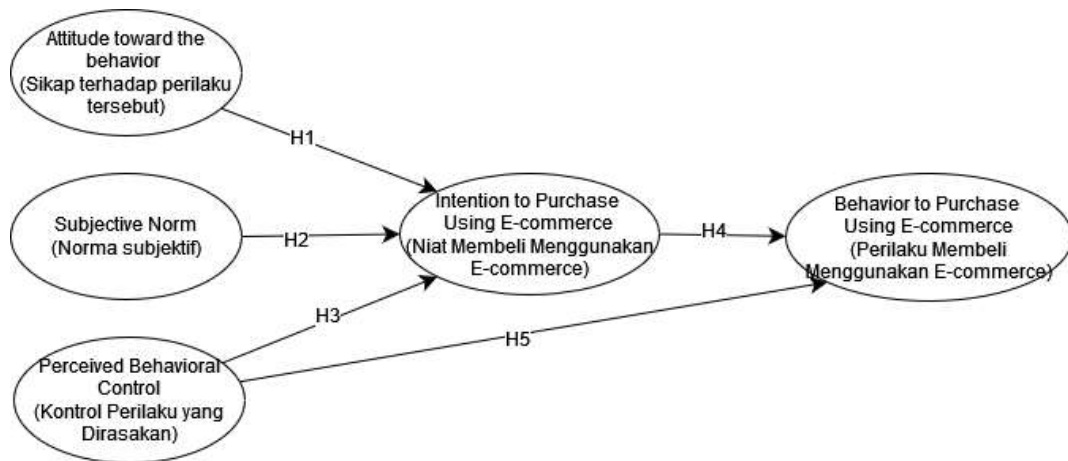 Attitude toward the
behavior
(Sikap terhadap perilaku
tersebut)
H1
Subjective Norm
(Norma subjektif)
H2
Intention to Purchase
Using E-commerce
(Niat Membeli Menggunakan
E-commerce)
H4
Behavior to Purchase
Using E-commerce
(Perilaku Membeli
Menggunakan E-commerce)
H3
H5
Perceived Behavioral
Control
(Kontrol Perilaku yang
Dirasakan)